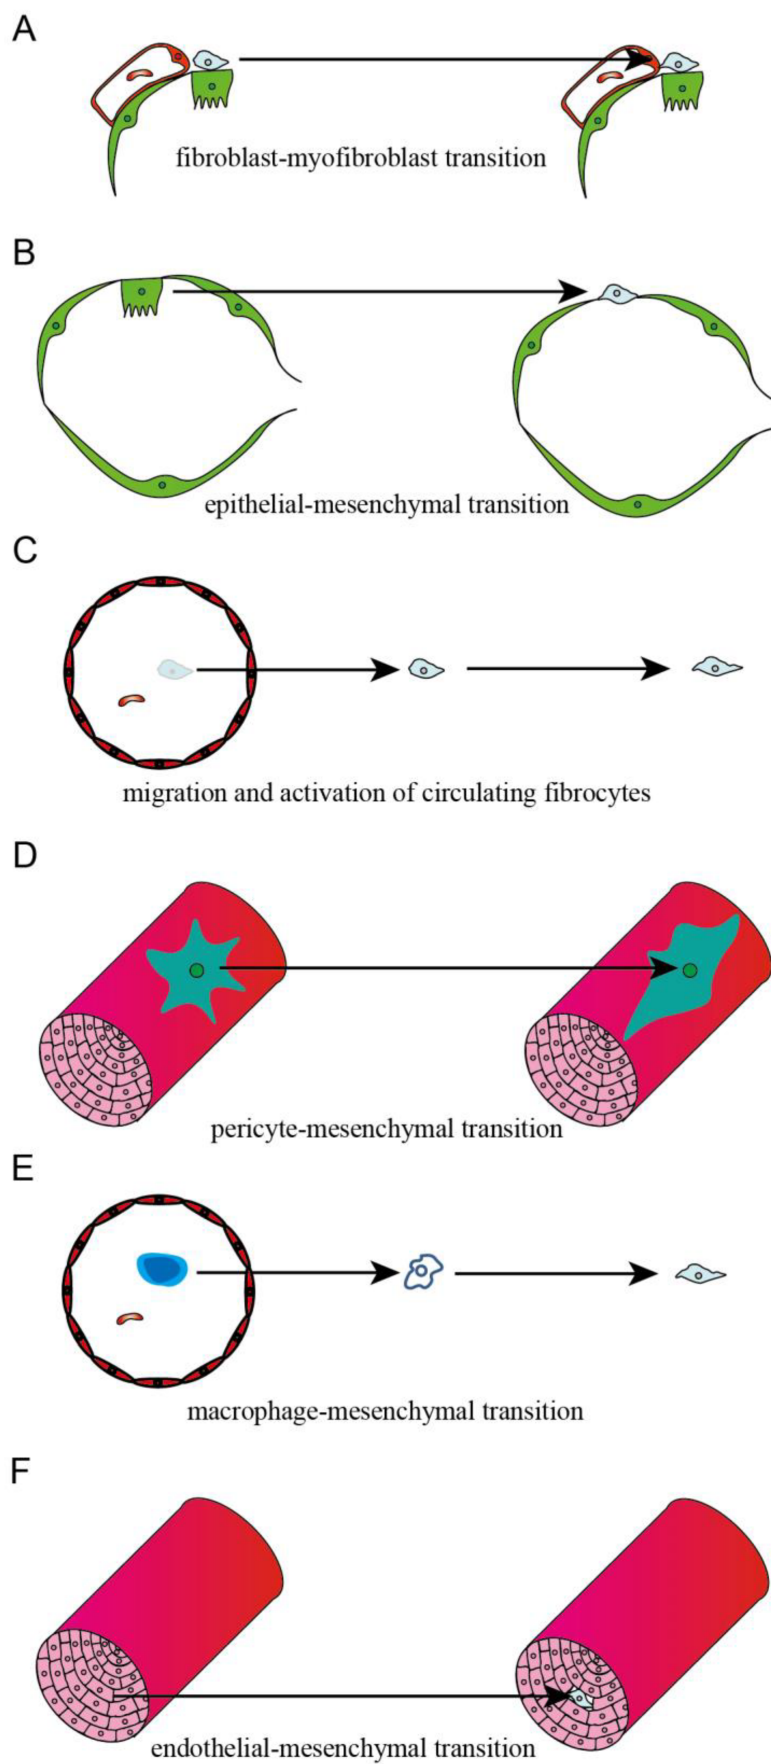 A
fibroblast-myofibroblast transition
B
epithelial-mesenchymal transition
C
migration and activation of circulating fibrocytes
D
pericyte-mesenchymal transition
E
macrophage-mesenchymal transition
F
endothelial-mesenchymal transition